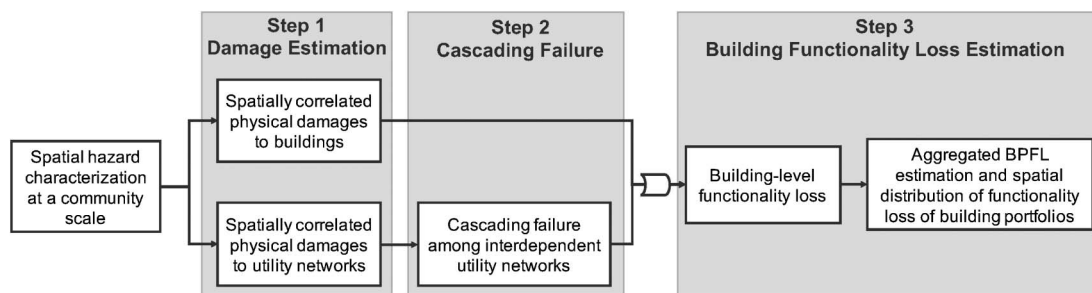 Step 1
Damage Estimation
Step 2
Cascading Failure
Step 3
Building Functionality Loss Estimation
Spatial hazard
characterization
at a community
scale
Spatially correlated
physical damages
to buildings
Spatially correlated
physical damages
to utility networks
Cascading failure
among interdependent
utility networks
Building-level
functionality loss
Aggregated BPFL
estimation and spatial
distribution of functionality
loss of building portfolios